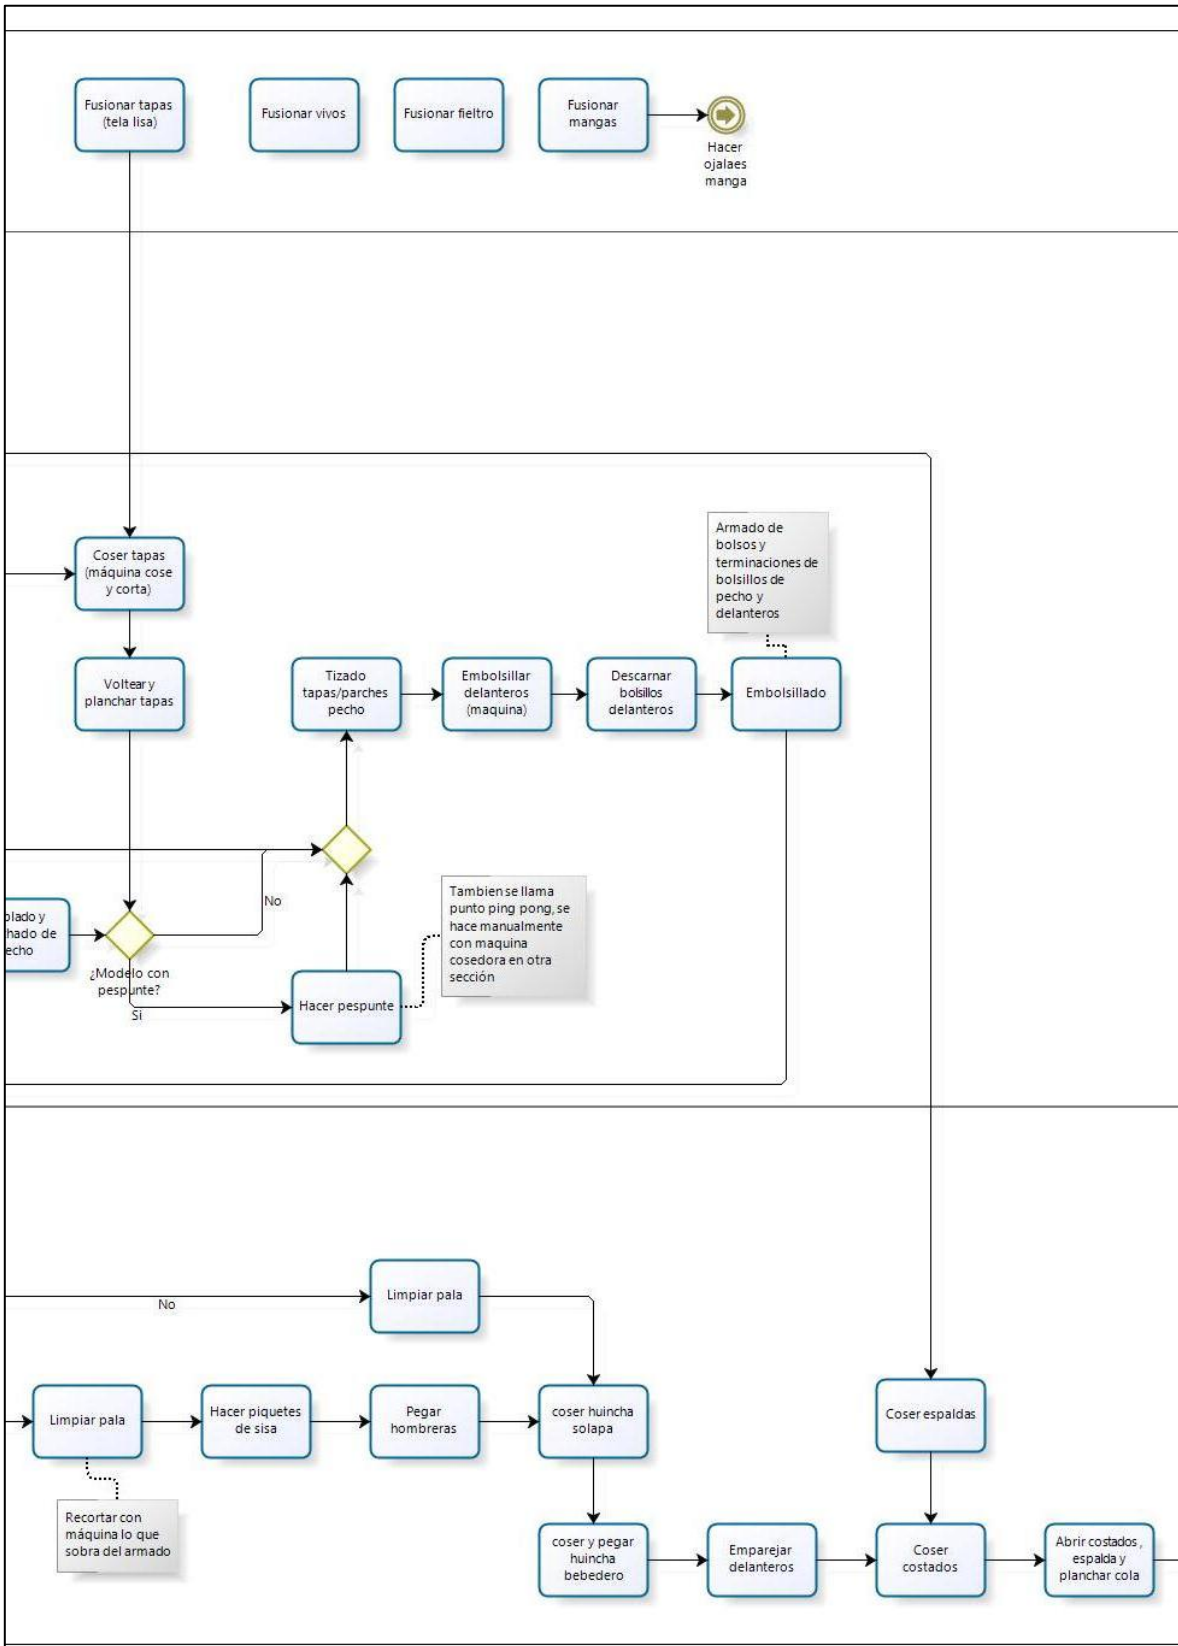 Fusionar tapas
(tela lisa)
Fusionar vivos
Fusionar fieltro
Fusionar
mangas
Hacer
ojalaes
manga
Coser tapas
(máquina cose
y corta)
Armado de
bolsos y
terminaciones de
bolsillos de
pecho y
delanteros
Voltear y
planchar tapas
Tizado
tapas/parches
pecho
Embolsillar
delanteros
(maquina)
Descarnar
bolsillos
delanteros
Embolsillado
No
Tambien se llama
punto ping pong, se
hace manualmente
con maquina
cosedora en otra
sección
olado y
hado de
echo
¿Modelo con
pespunte?
Si
Hacer pespunte
No
Limpiar pala
Limpiar pala
Hacer piquetes
de sisa
Pegar
hombreras
coser huincha
solapa
Coser espaldas
Recortar con
máquina lo que
sobra del armado
coser y pegar
huincha
bebedero
Emparejar
delanteros
Coser
costados
Abrir costados ,
espalda y
planchar cola